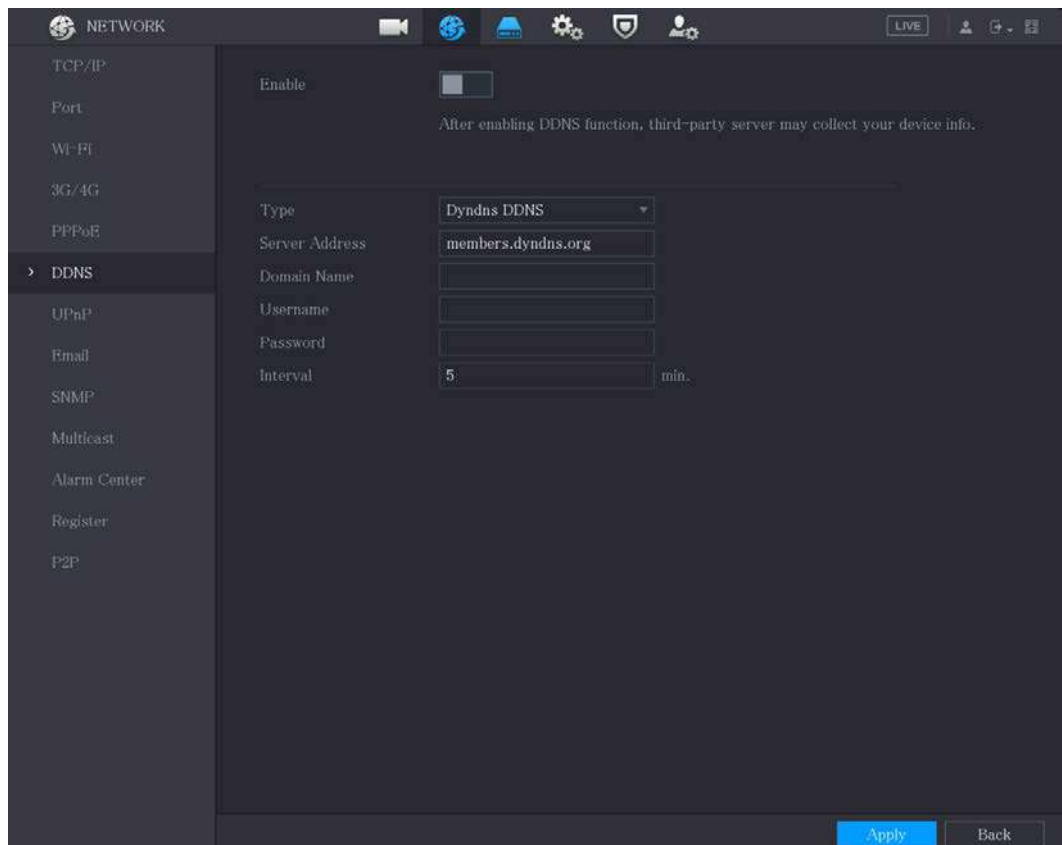 NETWORK
LIVE
TCP/IP
Port
Wi-Fi
3G/4G
PPPoE
DDNS
UPnP
Email
SNMP
Multicast
Alarm Center
Register
P2P
Enable
After enabling DDNS function, third-party server may collect your device info.
Type Dyndns DDNS
Server Address members.dyndns.org
Domain Name
Username
Password
Interval 5 min.
Apply Back